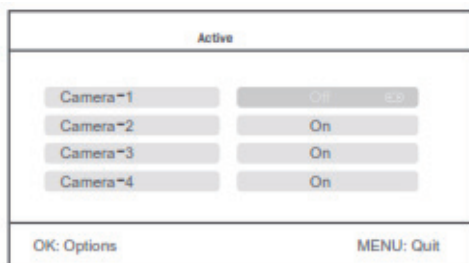 Active
Camera-1 Off
Camera-2 On
Camera-3 On
Camera-4 On
OK: Options MENU: Quit